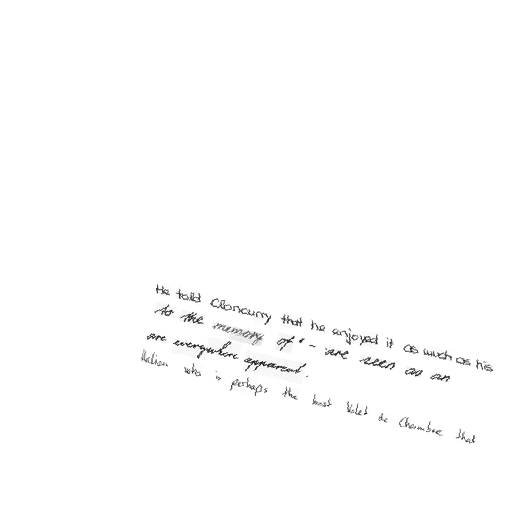 He told Cloncurry that he enjoyed it as much as his
to the memory of " - are seen as an
are everywhere apparent.
Italian who is perhaps the best Valet de Chambre that